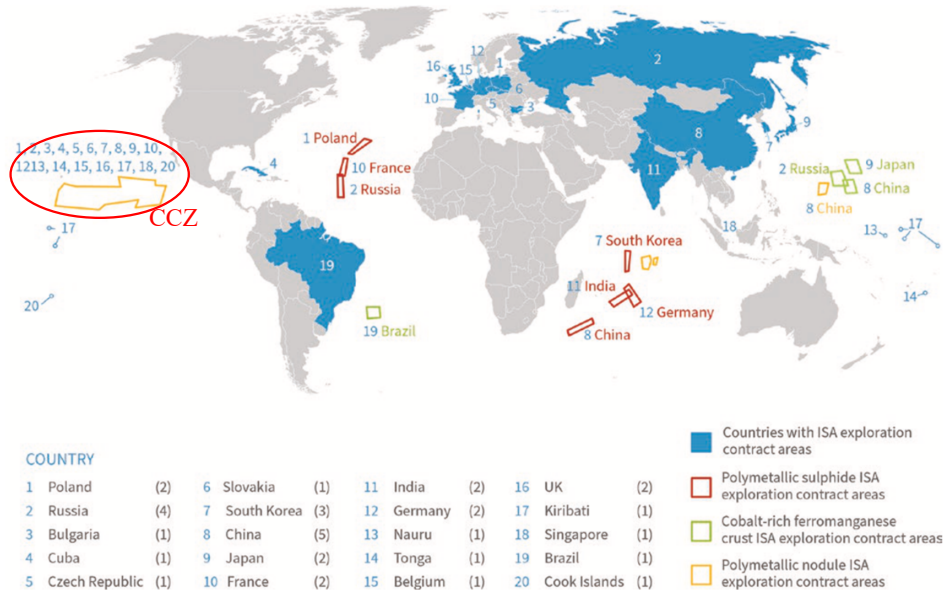 12
1
16
15
2
6
10
5
3
1 Poland
8
9
1, 2, 3, 4, 5, 6, 7, 8, 9, 10,
1213, 14, 15, 16, 17, 18, 20
4
10 France
7
2 Russia
11
2 Russia
9 Japan
8 China
CCZ
8 China
17
18
13
17
7 South Korea
19
11 India
14
20
12 Germany
19 Brazil
8 China
Countries with ISA exploration
contract areas
COUNTRY
1 Poland (2)
2 Russia (4)
3 Bulgaria (1)
4 Cuba (1)
5 Czech Republic (1)
6 Slovakia (1)
7 South Korea (3)
8 China (5)
9 Japan (2)
10 France (2)
11 India (2)
12 Germany (2)
13 Nauru (1)
14 Tonga (1)
15 Belgium (1)
16 UK (2)
17 Kiribati (1)
18 Singapore (1)
19 Brazil (1)
20 Cook Islands (1)
Polymetallic sulphide ISA
exploration contract areas
Cobalt-rich ferromanganese
crust ISA exploration contract areas
Polymetallic nodule ISA
exploration contract areas